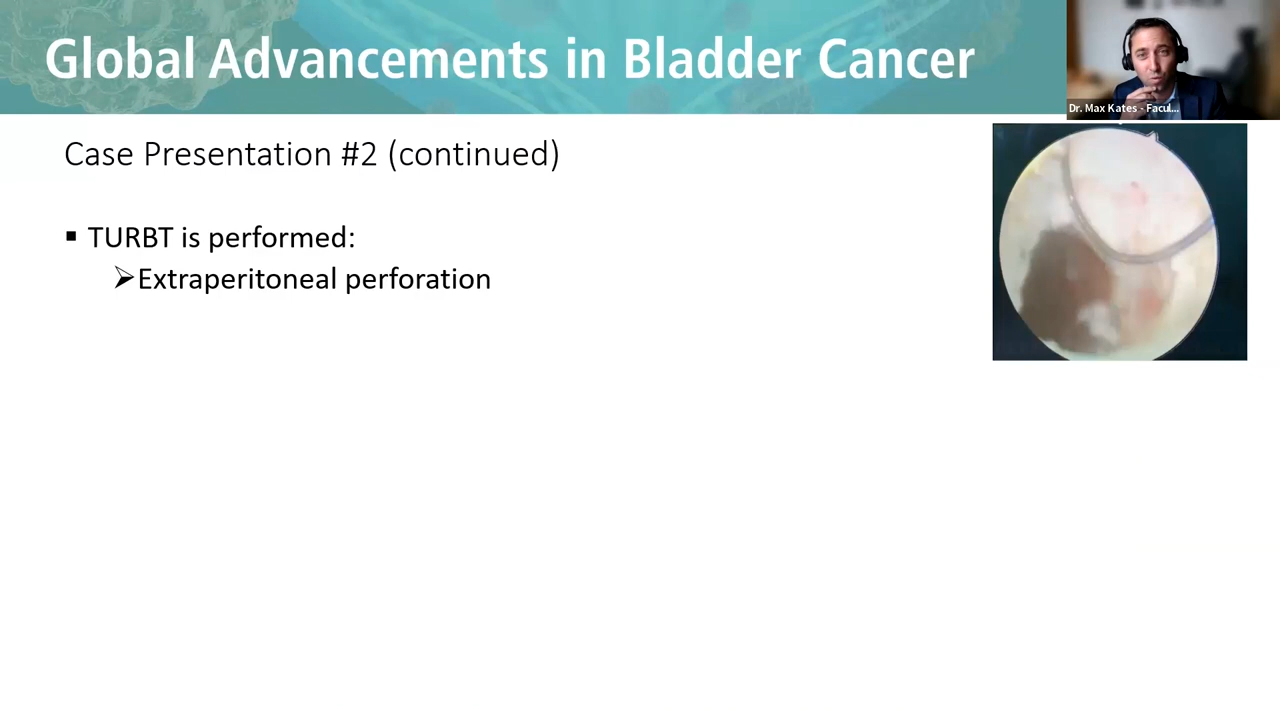 Global Advancements in Bladder Cancer
Dr. Max Kates - Facul...
Case Presentation #2 (continued)
TURBT is performed:
Extraperitoneal perforation